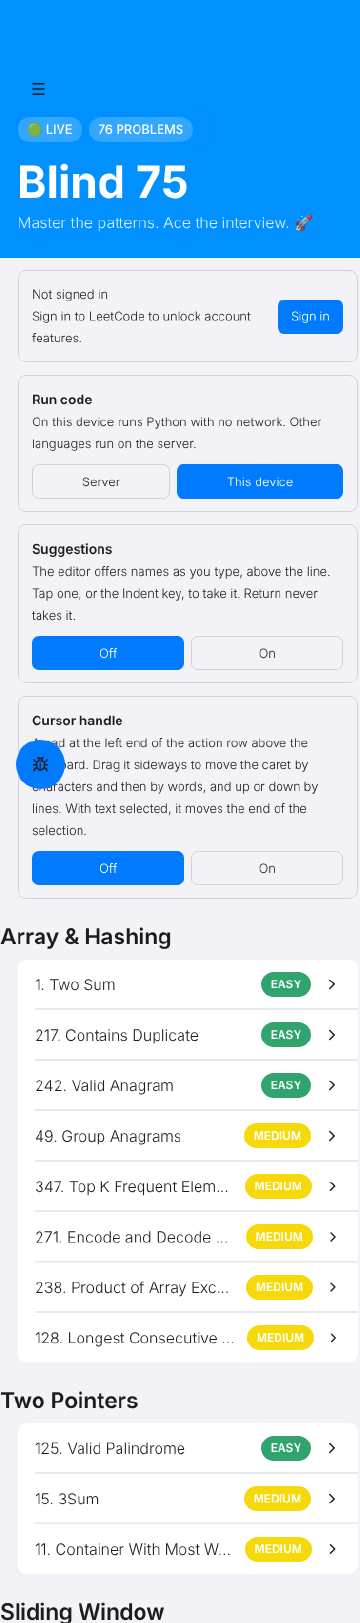 🟢 LIVE
76 PROBLEMS
Blind 75
Master the patterns. Ace the interview. 🚀
Not signed in
Sign in to LeetCode to unlock account
features.
Sign in
Run code
On this device runs Python with no network. Other
languages run on the server.
Server
This device
Suggestions
The editor offers names as you type, above the line.
Tap one, or the Indent key, to take it. Return never
takes it.
Off
On
Cursor handle
at the left end of the action row above the
Drag it sideways to move the caret by
characters and then by words, and up or down by
lines. With text selected, it moves the end of the
selection.
Off
On
Array & Hashing
1. Two Sum
EASY
217. Contains Duplicate
EASY
242. Valid Anagram
EASY
49. Group Anagrams
MEDIUM
347. Top K Frequent Elem...
MEDIUM
271. Encode and Decode ...
MEDIUM
238. Product of Array Exc...
MEDIUM
128. Longest Consecutive ...
MEDIUM
Two Pointers
125. Valid Palindrome
EASY
15. 3Sum
MEDIUM
11. Container With Most W...
MEDIUM
Sliding Window